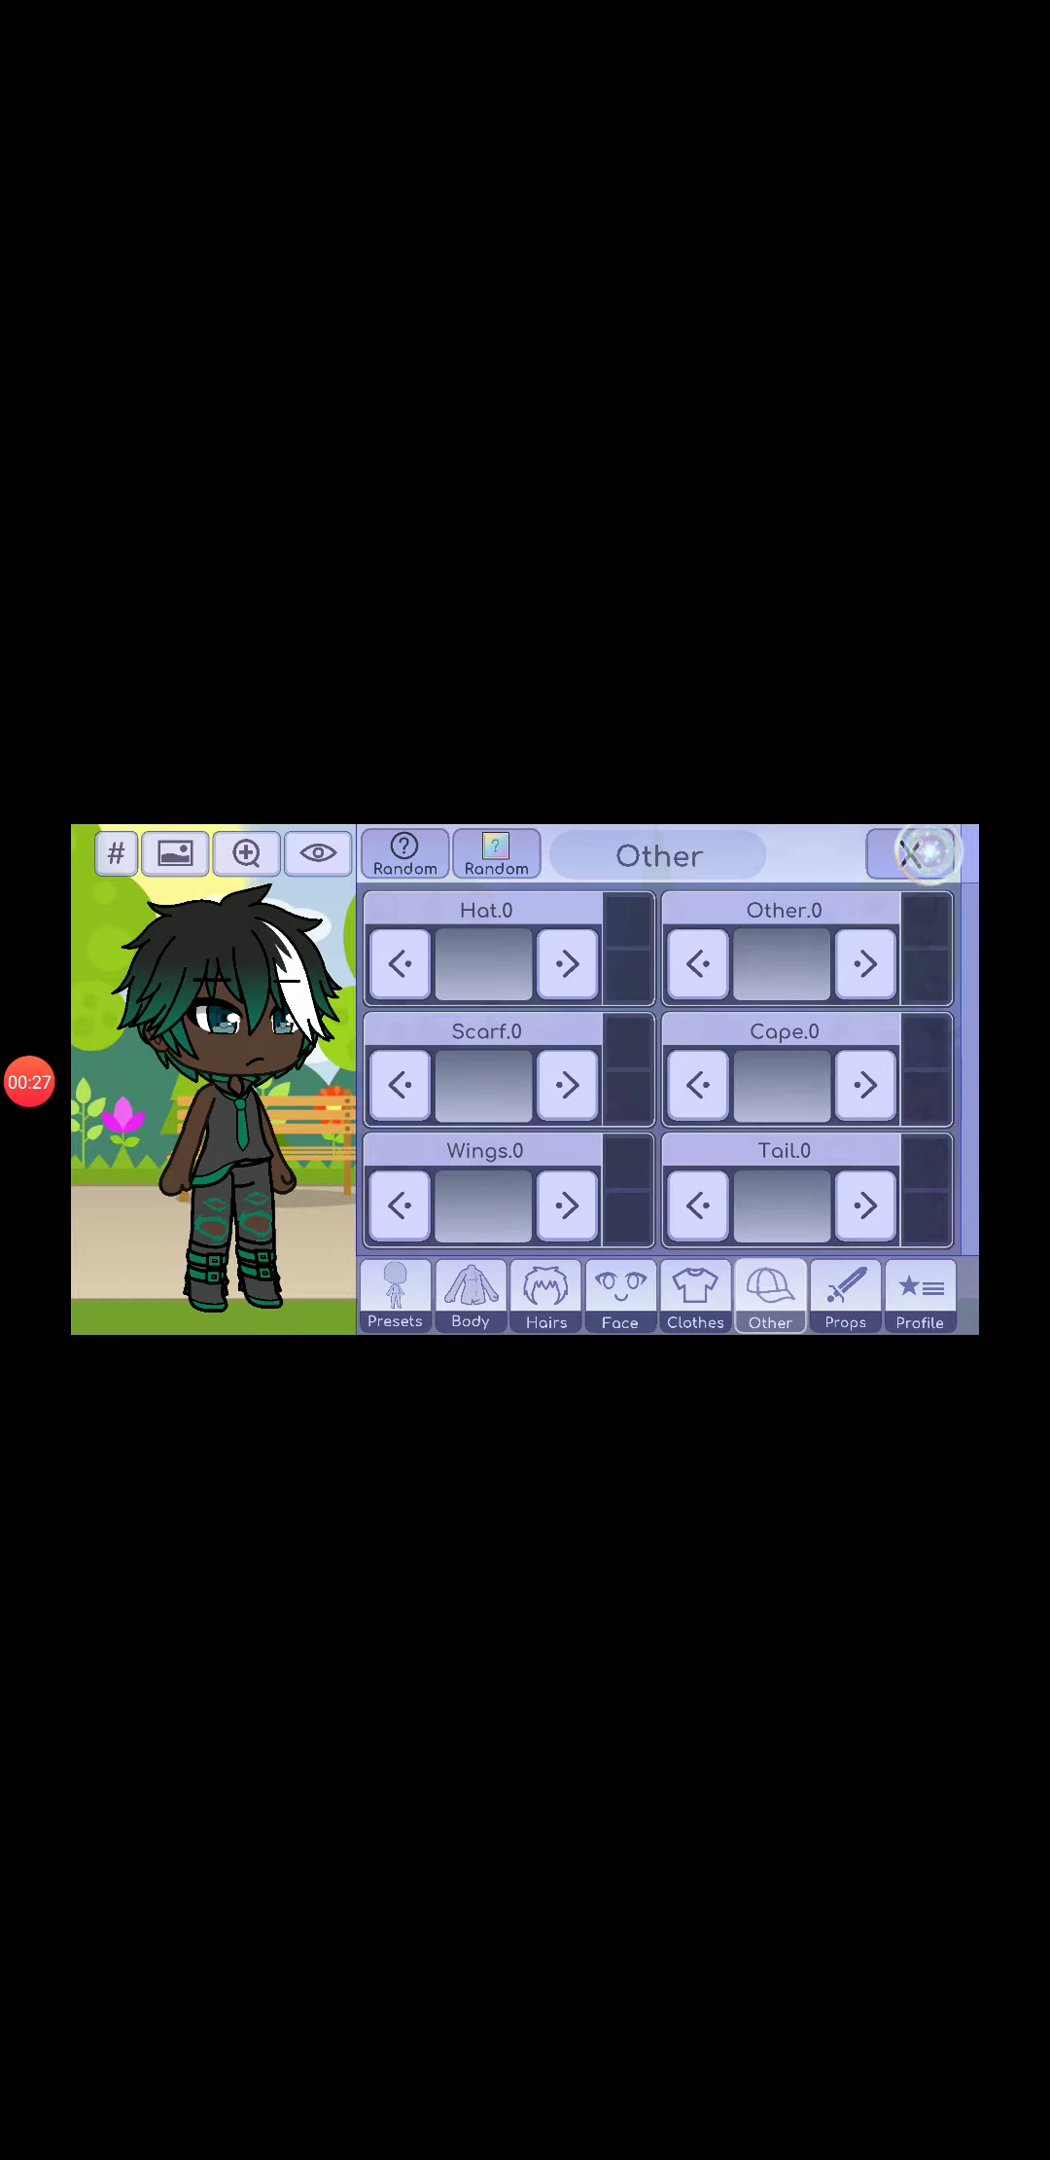 #
? Random
? Random
Other
X
Hat.0
Other.0
Scarf.0
Cape.0
00:27
Wings.0
Tail.0
Presets
Body
Hairs
Face
Clothes
Other
Props
Profile